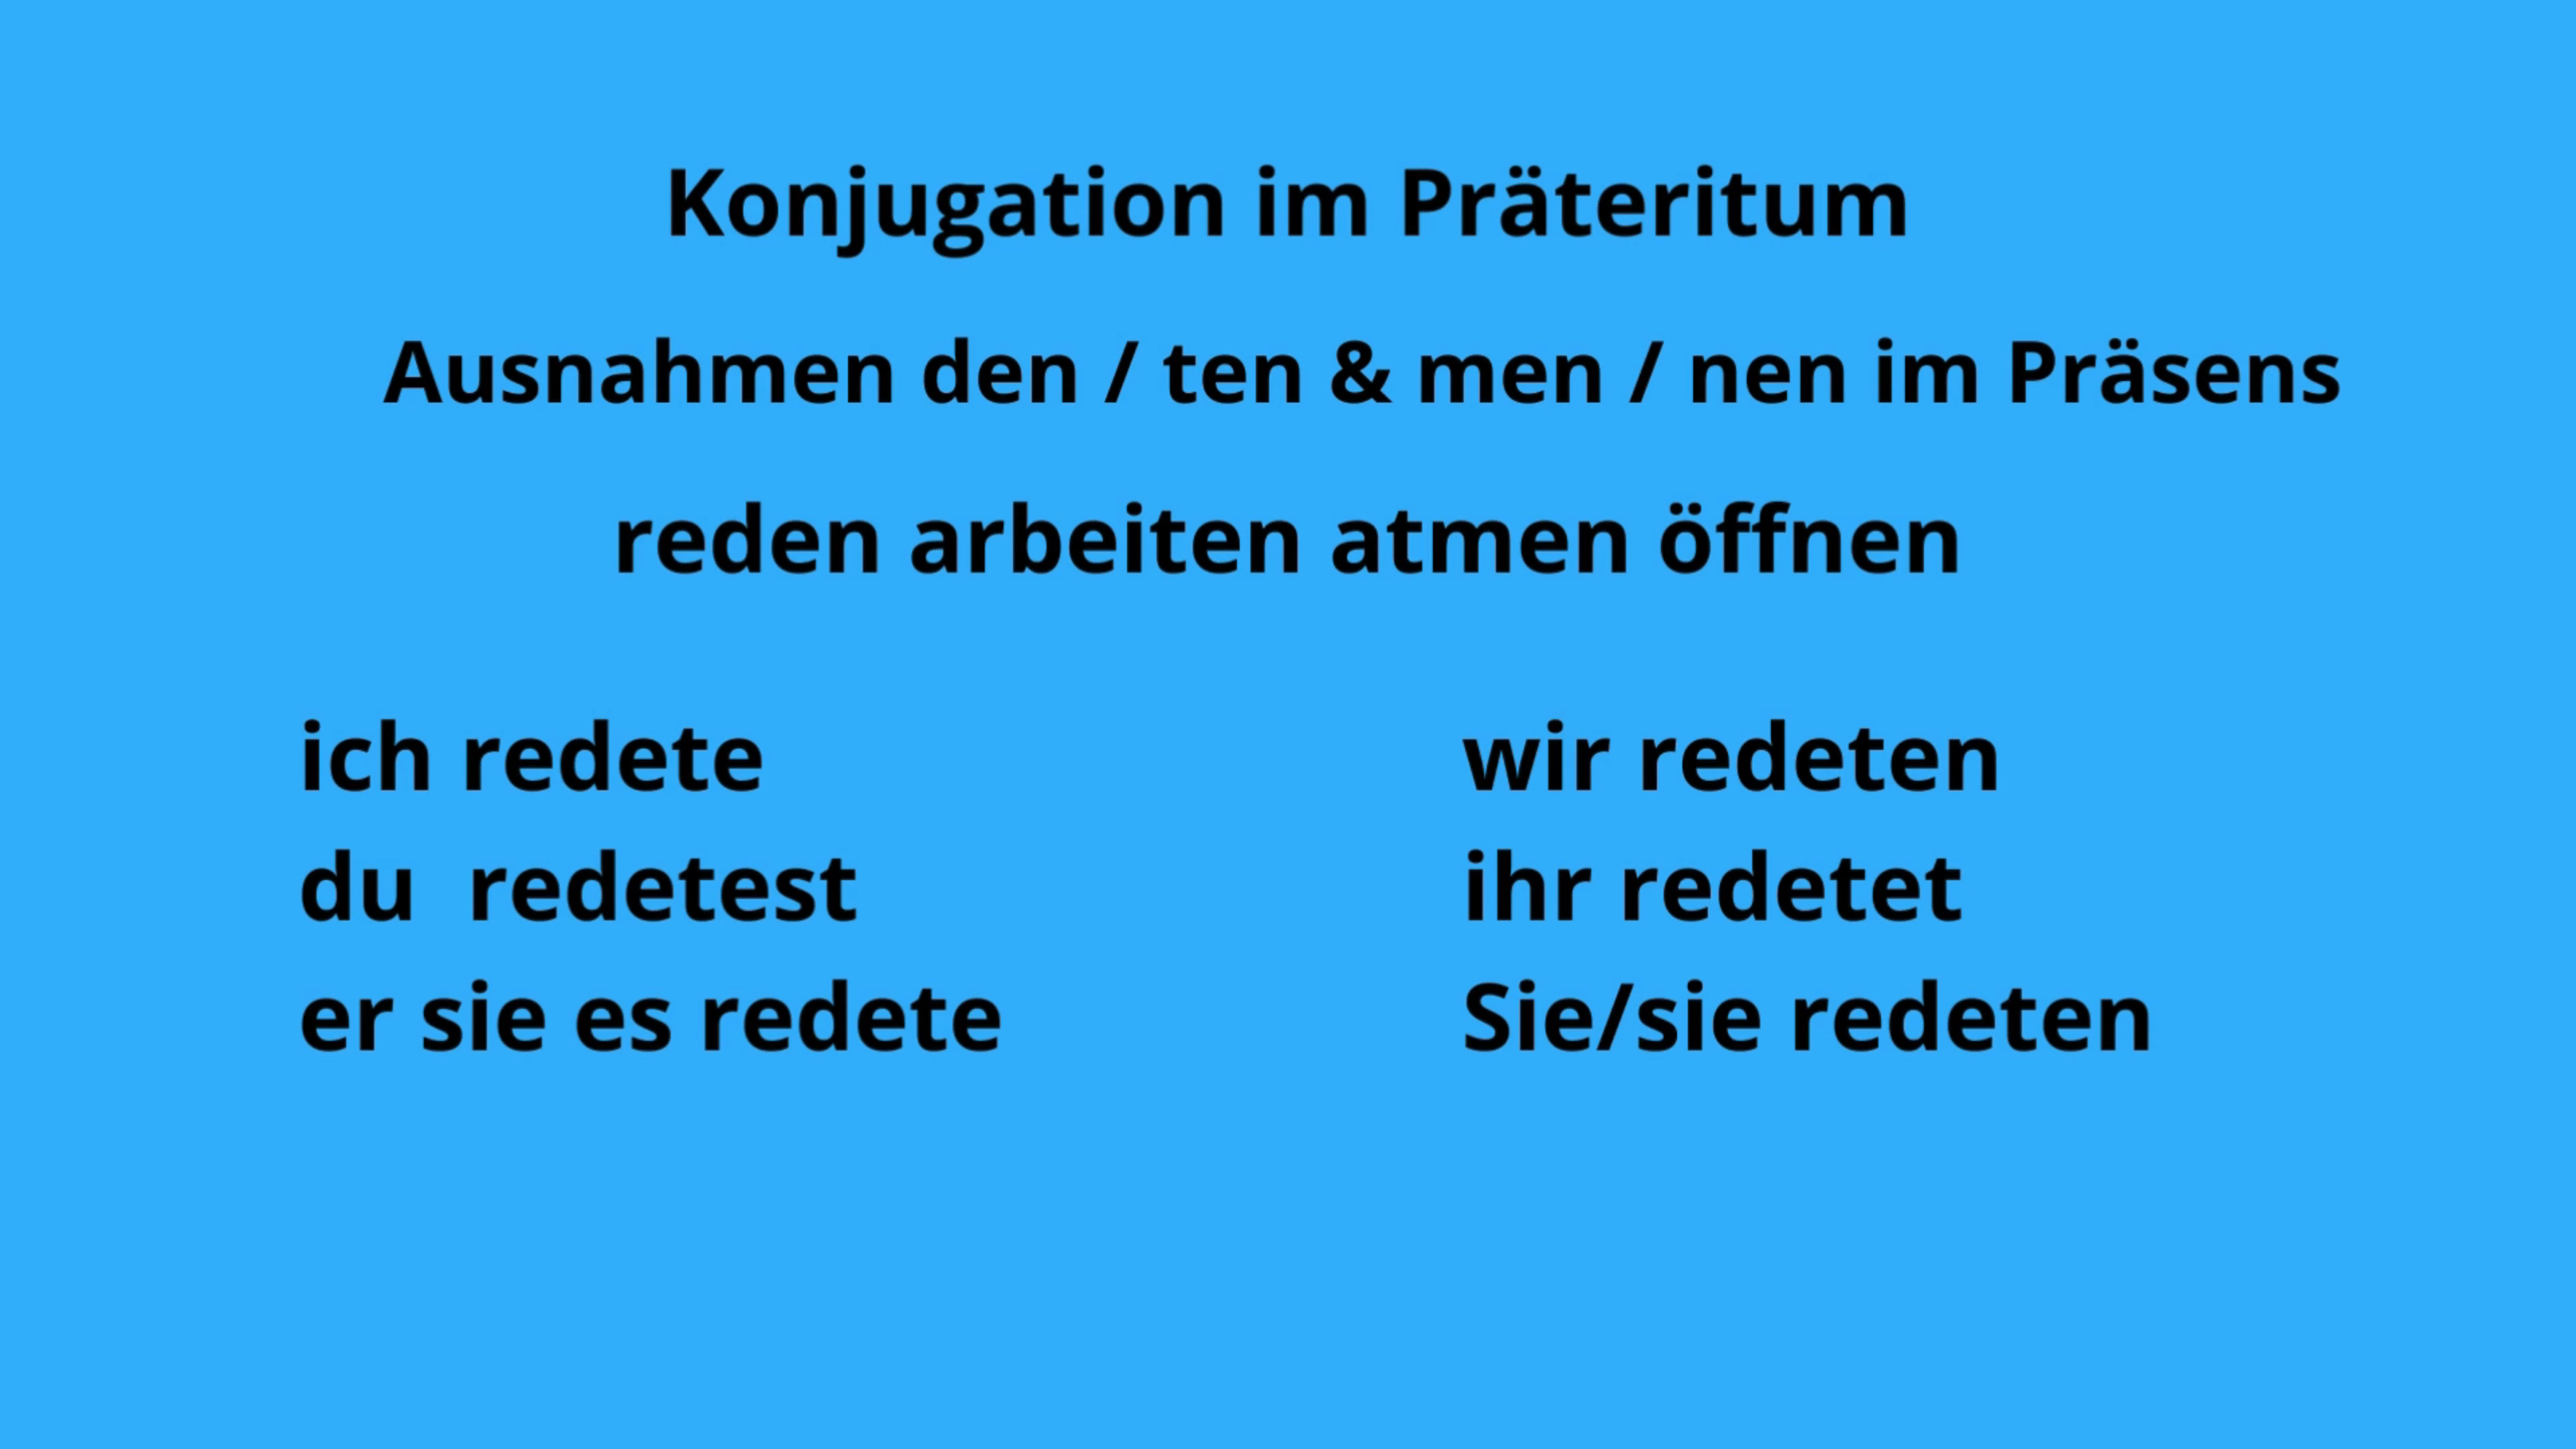 Konjugation im Präteritum
Ausnahmen den / ten & men / nen im Präsens
reden arbeiten atmen öffnen
ich redete
du  redetest
er sie es redete
wir redeten
ihr redetet
Sie/sie redeten